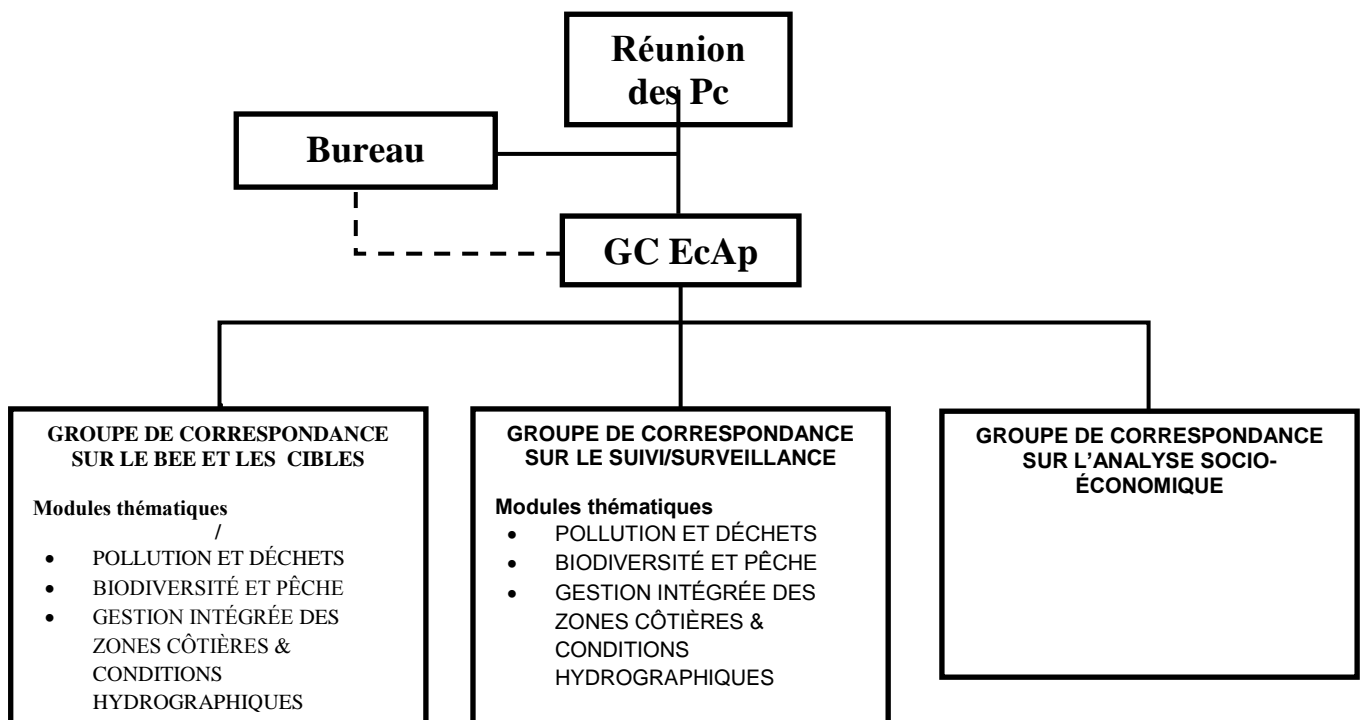 Réunion
des Pc
Bureau
GC EcAp
GROUPE DE CORRESPONDANCE
SUR LE BEE ET LES CIBLES
Modules thématiques
/
• POLLUTION ET DÉCHETS
• BIODIVERSITÉ ET PÊCHE
• GESTION INTÉGRÉE DES
ZONES CÔTIÈRES &
CONDITIONS
HYDROGRAPHIQUES
GROUPE DE CORRESPONDANCE
SUR LE SUIVI/SURVEILLANCE
Modules thématiques
• POLLUTION ET DÉCHETS
• BIODIVERSITÉ ET PÊCHE
• GESTION INTÉGRÉE DES
ZONES CÔTIÈRES &
CONDITIONS
HYDROGRAPHIQUES
GROUPE DE CORRESPONDANCE
SUR L'ANALYSE SOCIO-
ÉCONOMIQUE